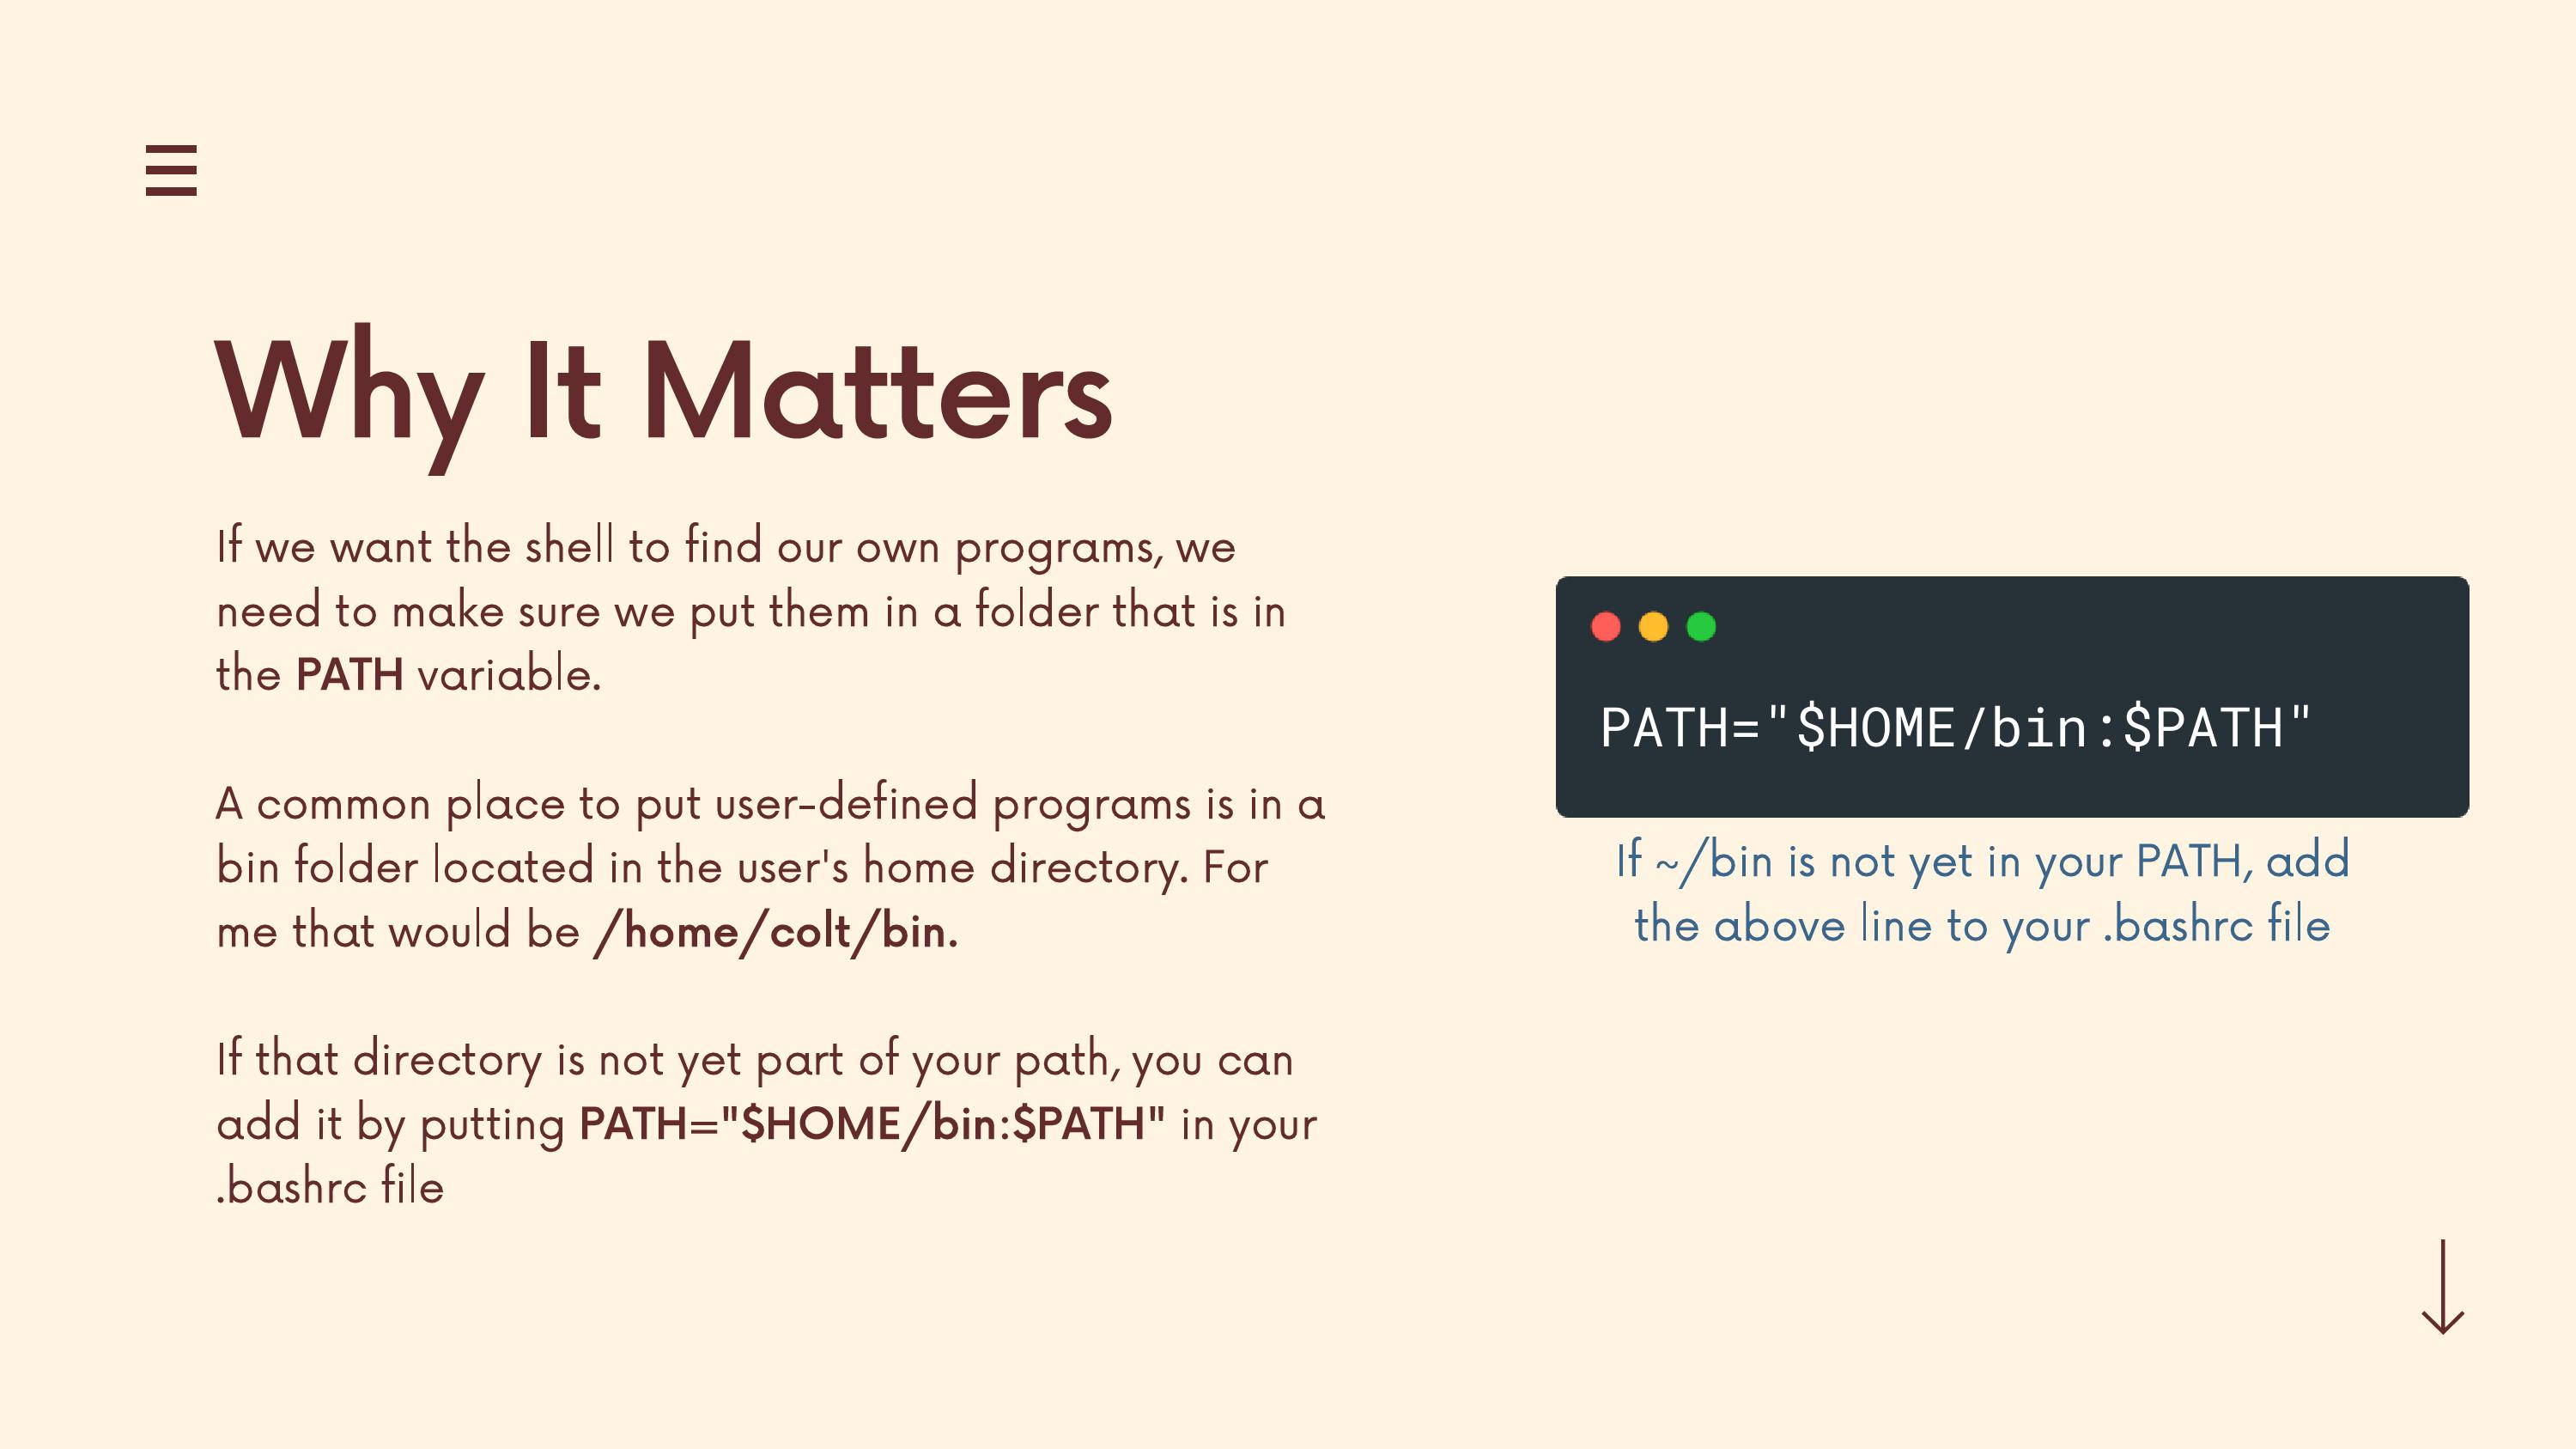 Why It Matters
If we want the shell to find our own programs, we
need to make sure we put them in a folder that is in
the PATH variable.
A common place to put user-defined programs is in a
bin folder located in the user's home directory. For
me that would be /home/colt/bin.
If that directory is not yet part of your path, you can
add it by putting PATH="$HOME/bin:$PATH" in your
.bashrc file
PATH="$HOME/bin:$PATH"
If ~/bin is not yet in your PATH, add
the above line to your .bashrc file